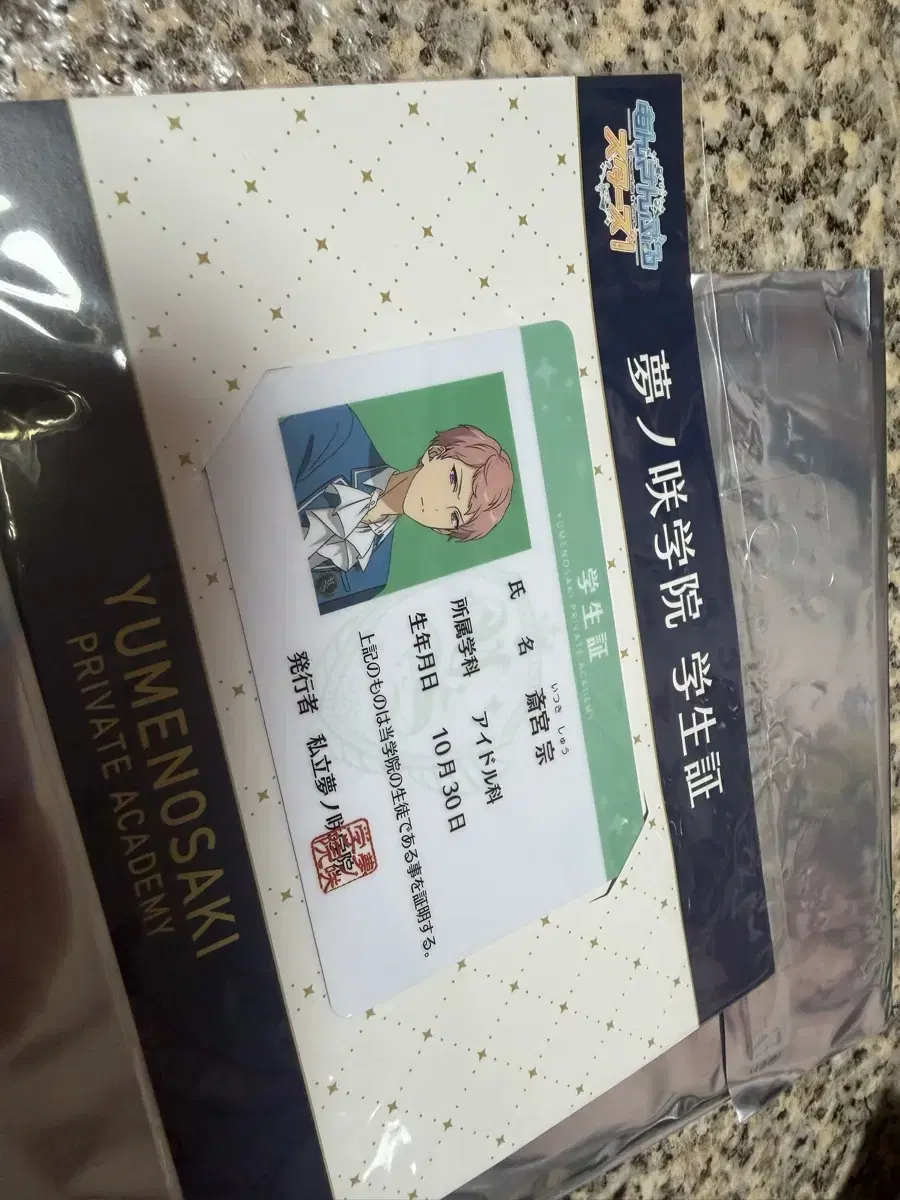 あんさんぶる
スターズ!
夢ノ咲学院 学生証
学生証
YUMENOSAKI PRIVATE ACADEMY
いつき しゅう
氏 名 斎宮 宗
所属学科 アイドル科
生年月日 10月30日
上記のものは当学院の生徒である事を証明する。
発行者 私立夢ノ咲学院
YUMENOSAKI
PRIVATE ACADEMY